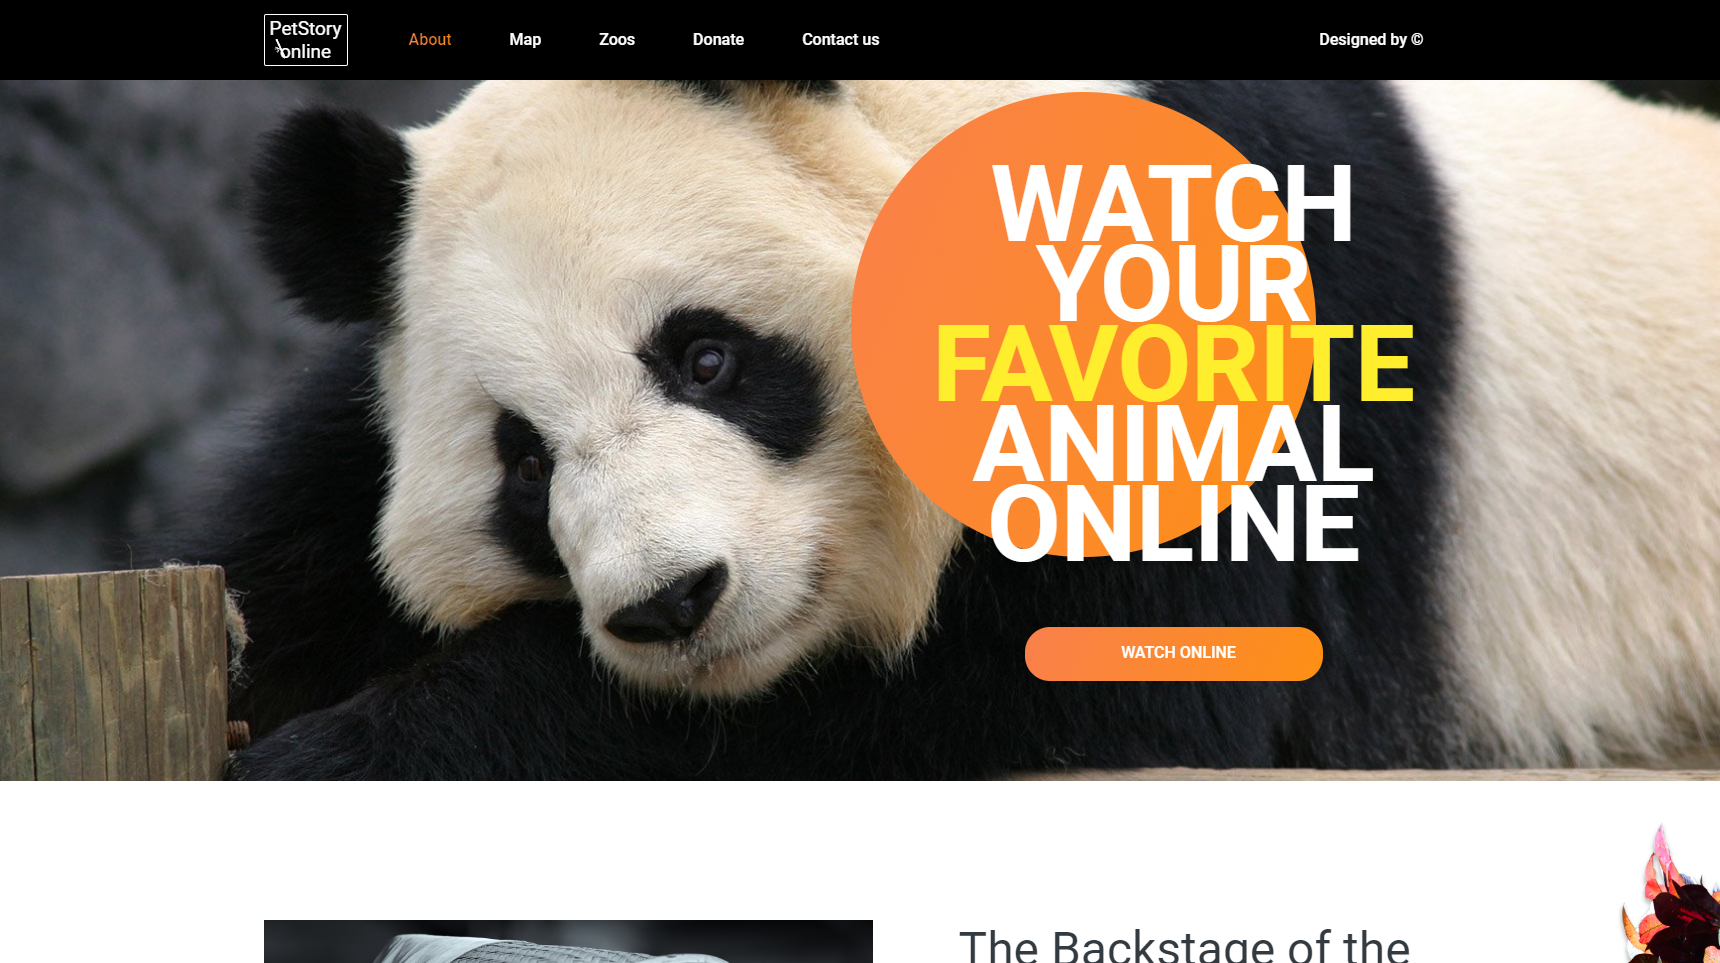 PetStory
online
About
Map
Zoos
Donate
Contact us
Designed by ©
WATCH
YOUR
FAVORITE
ANIMAL
ONLINE
WATCH ONLINE
The Backstage of the